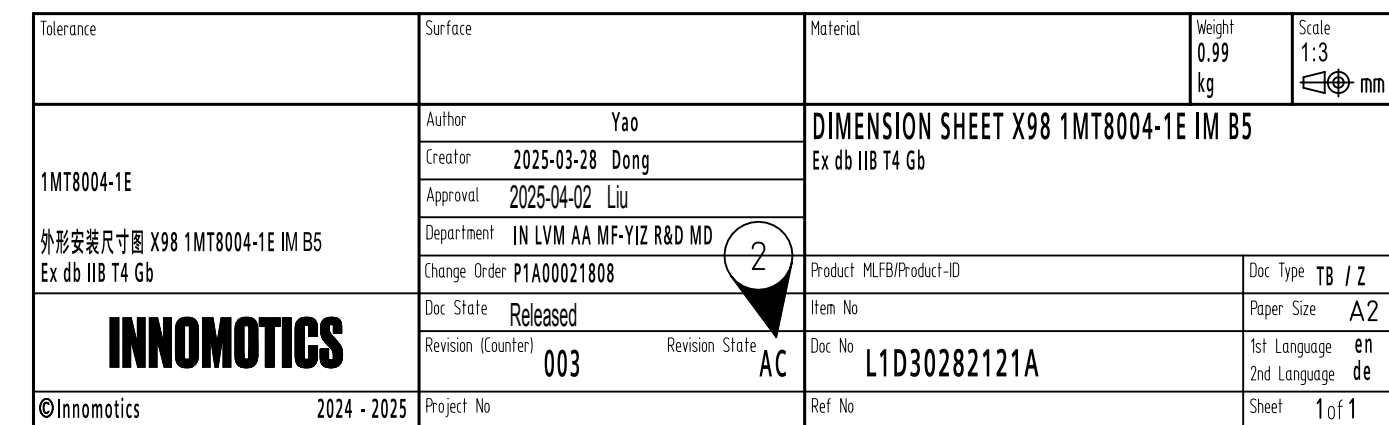 Tolerance
Surface
Material
Weight
0.99
kg
Scale
1:3
mm
1MT8004-1E
外形安装尺寸图 X98 1MT8004-1E IM B5
Ex db IIB T4 Gb
Author Yao
Creator 2025-03-28 Dong
Approval 2025-04-02 Liu
Department IN LVM AA MF-YIZ R&D MD
2
Change Order P1A00021808
DIMENSION SHEET X98 1MT8004-1E IM B5
Ex db IIB T4 Gb
Product MLFB/Product-ID
Doc Type TB / Z
INNOMOTICS
Doc State Released
Item No
Paper Size A2
Revision (Counter) 003
Revision State AC
Doc No L1D30282121A
1st Language en
2nd Language de
©Innomotics 2024 - 2025
Project No
Ref No
Sheet 1 of 1